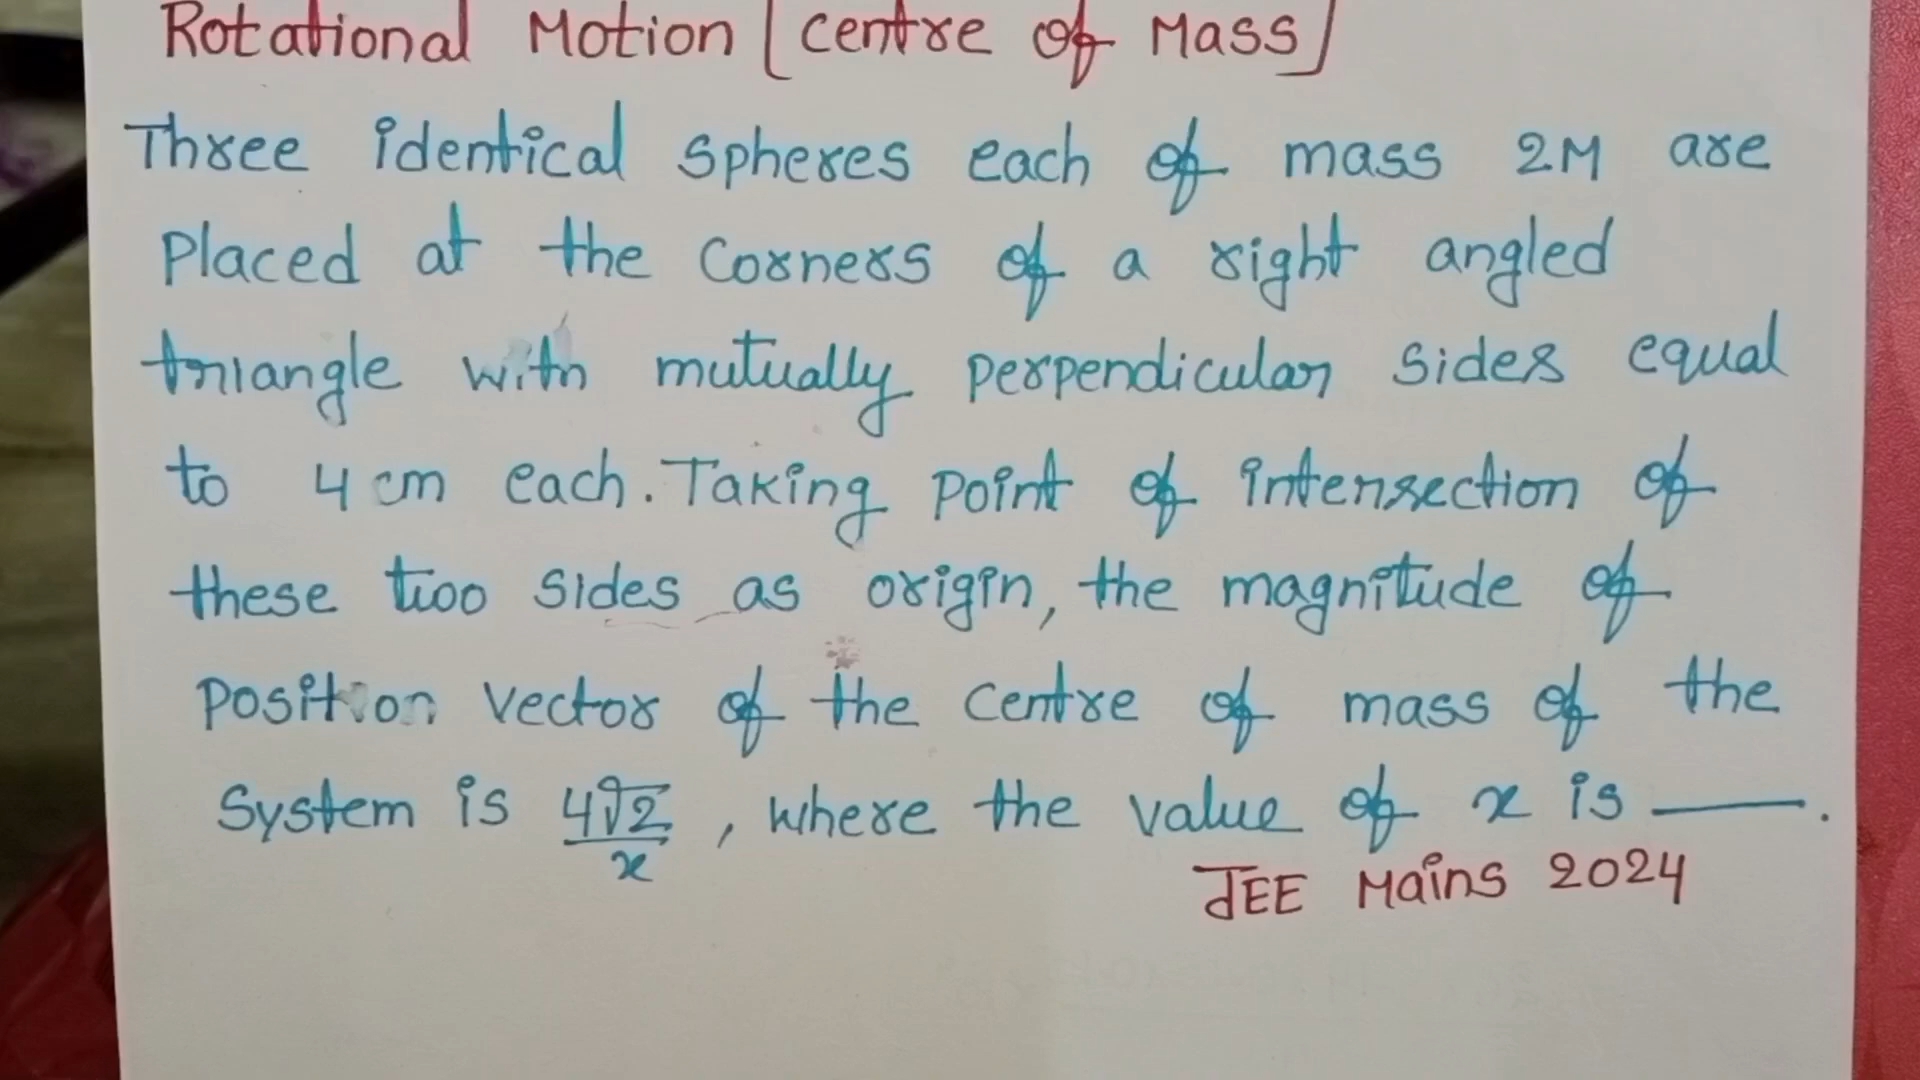 Rotational Motion [Centre of Mass]
Three identical spheres each of mass 2M are
placed at the corners of a right angled
triangle with mutually perpendicular sides equal
to 4 cm each. Taking point of intersection of
these two sides as origin, the magnitude of
position vector of the centre of mass of the
system is 4√2/x, where the value of x is ____.
JEE Mains 2024